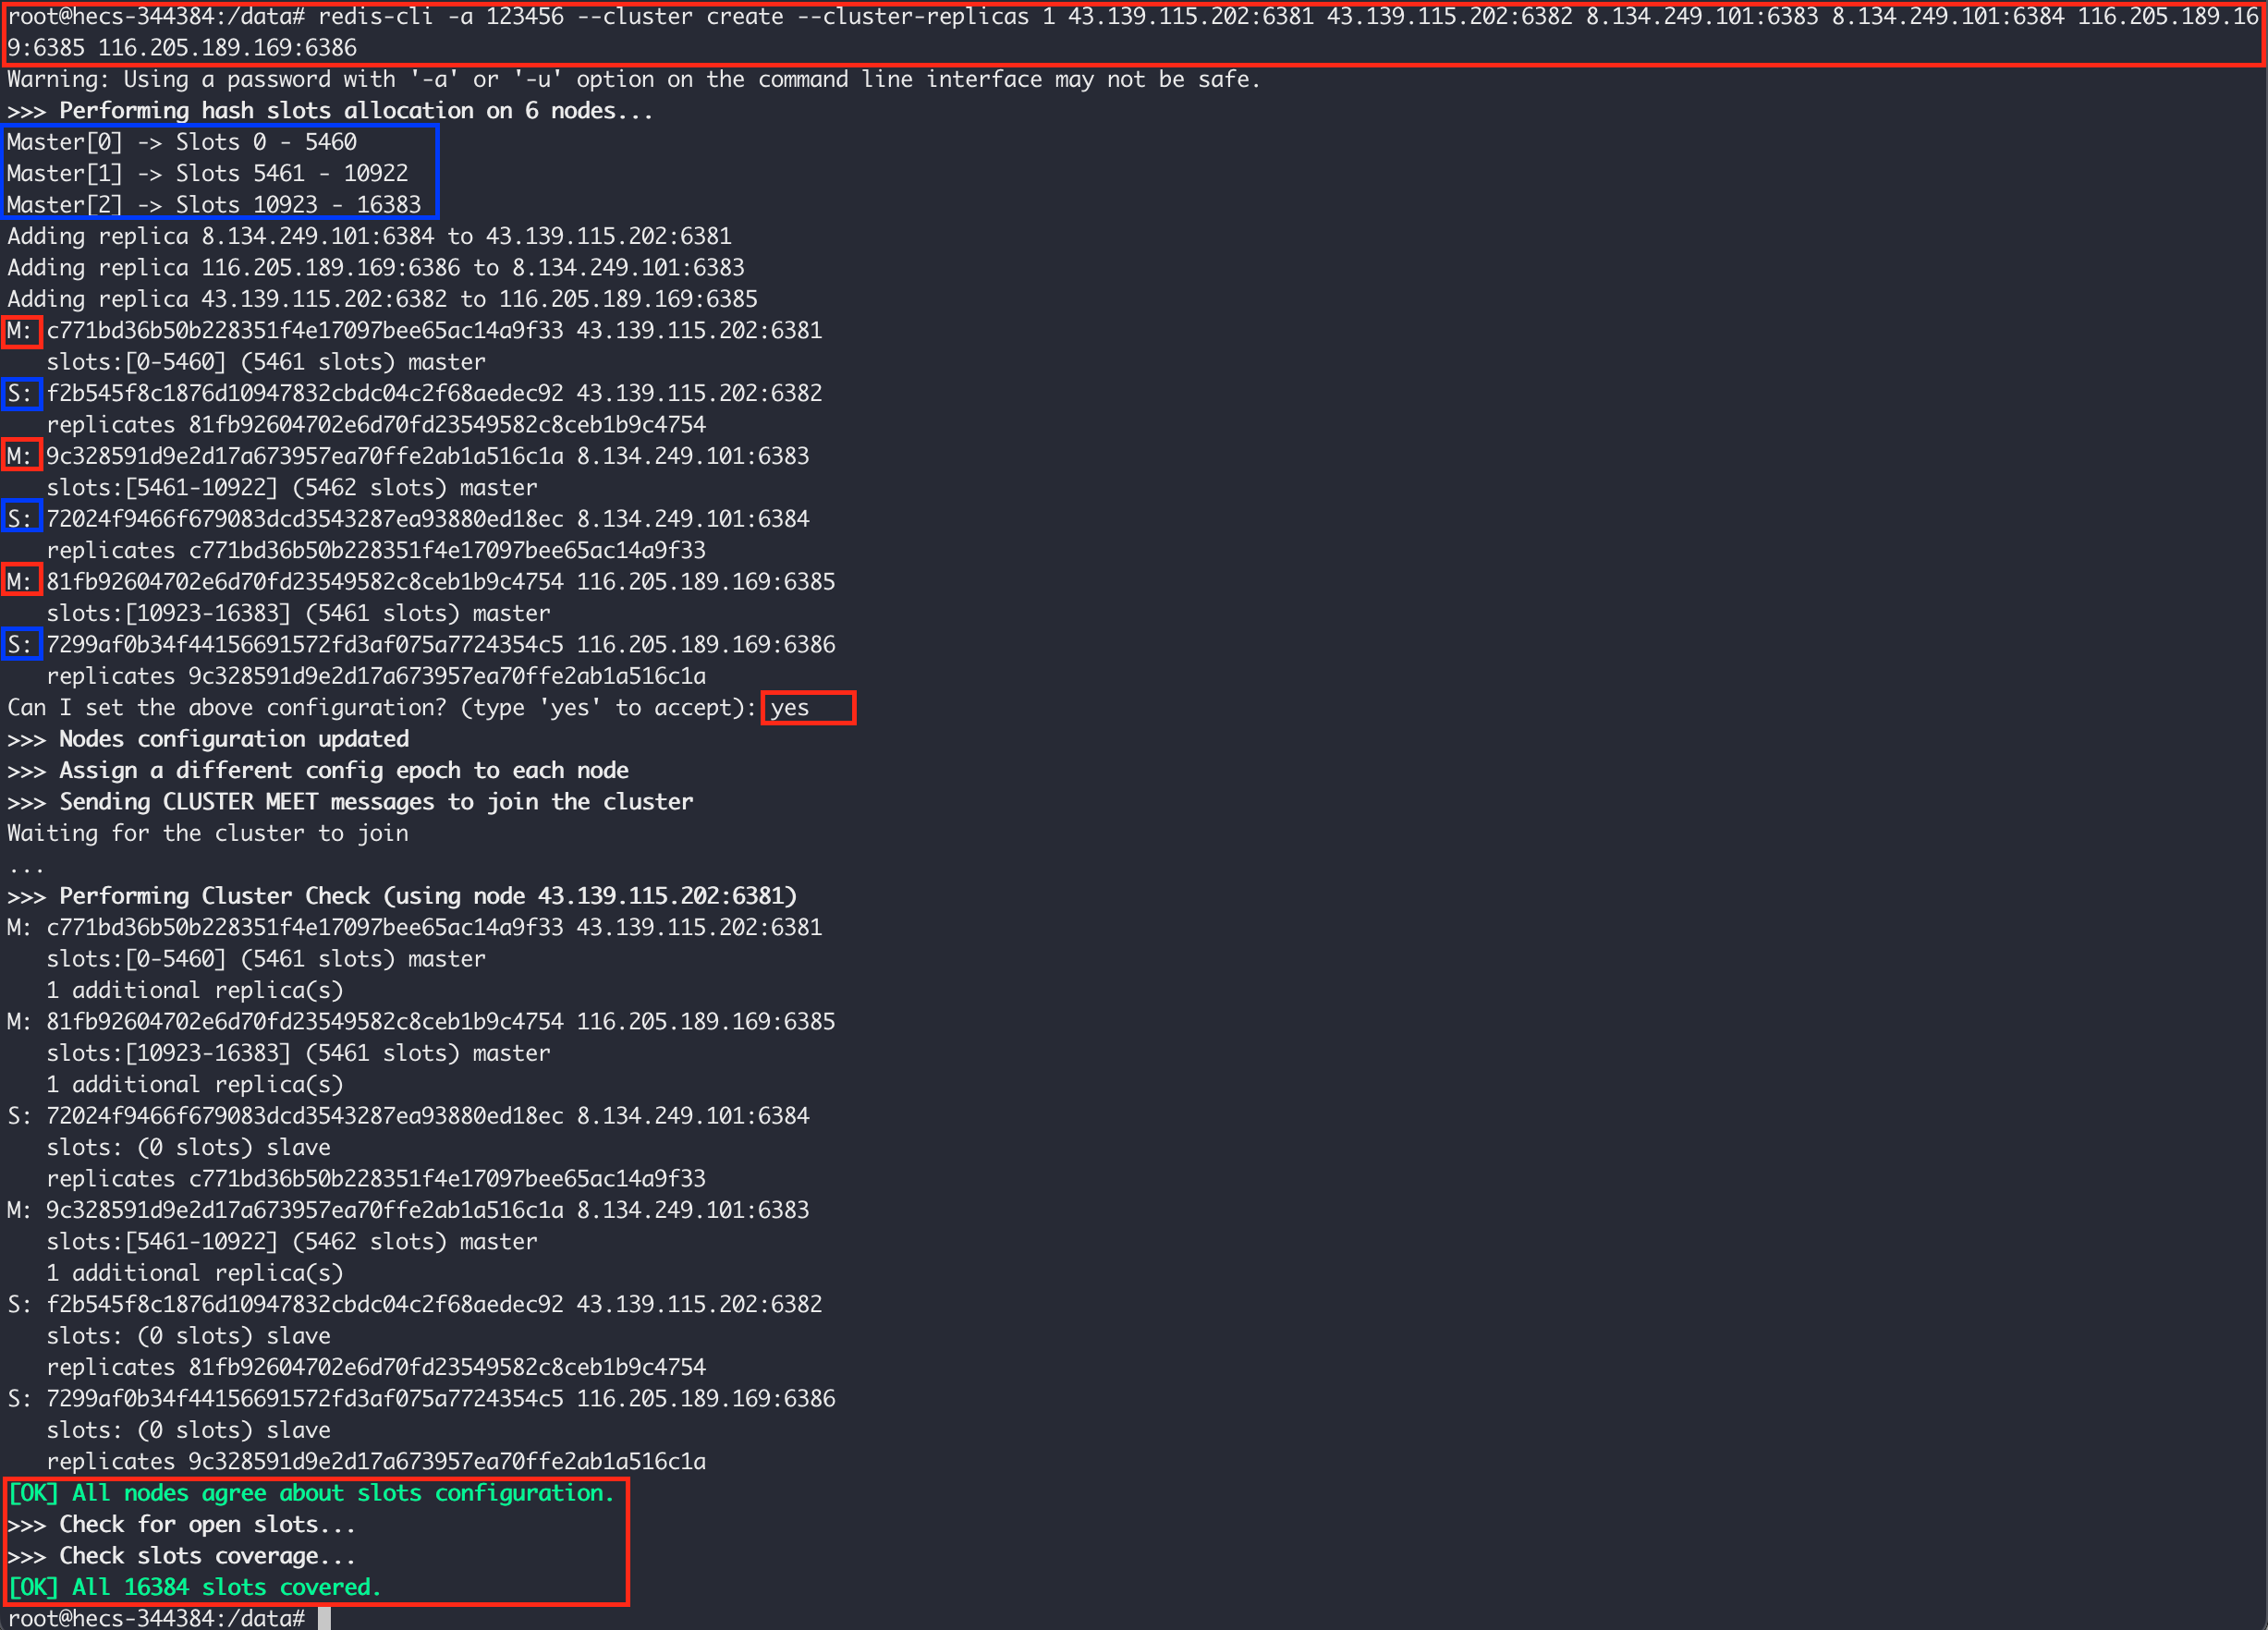 root@hecs-344384:/data# redis-cli -a 123456 --cluster create --cluster-replicas 1 43.139.115.202:6381 43.139.115.202:6382 8.134.249.101:6383 8.134.249.101:6384 116.205.189.16
9:6385 116.205.189.169:6386
Warning: Using a password with '-a' or '-u' option on the command line interface may not be safe.
>>> Performing hash slots allocation on 6 nodes...
Master[0] -> Slots 0 - 5460
Master[1] -> Slots 5461 - 10922
Master[2] -> Slots 10923 - 16383
Adding replica 8.134.249.101:6384 to 43.139.115.202:6381
Adding replica 116.205.189.169:6386 to 8.134.249.101:6383
Adding replica 43.139.115.202:6382 to 116.205.189.169:6385
M: c771bd36b50b228351f4e17097bee65ac14a9f33 43.139.115.202:6381
   slots:[0-5460] (5461 slots) master
S: f2b545f8c1876d10947832cbdc04c2f68aedec92 43.139.115.202:6382
   replicates 81fb92604702e6d70fd23549582c8ceb1b9c4754
M: 9c328591d9e2d17a673957ea70ffe2ab1a516c1a 8.134.249.101:6383
   slots:[5461-10922] (5462 slots) master
S: 72024f9466f679083dcd3543287ea93880ed18ec 8.134.249.101:6384
   replicates c771bd36b50b228351f4e17097bee65ac14a9f33
M: 81fb92604702e6d70fd23549582c8ceb1b9c4754 116.205.189.169:6385
   slots:[10923-16383] (5461 slots) master
S: 7299af0b34f44156691572fd3af075a7724354c5 116.205.189.169:6386
   replicates 9c328591d9e2d17a673957ea70ffe2ab1a516c1a
Can I set the above configuration? (type 'yes' to accept): yes
>>> Nodes configuration updated
>>> Assign a different config epoch to each node
>>> Sending CLUSTER MEET messages to join the cluster
Waiting for the cluster to join
...
>>> Performing Cluster Check (using node 43.139.115.202:6381)
M: c771bd36b50b228351f4e17097bee65ac14a9f33 43.139.115.202:6381
   slots:[0-5460] (5461 slots) master
   1 additional replica(s)
M: 81fb92604702e6d70fd23549582c8ceb1b9c4754 116.205.189.169:6385
   slots:[10923-16383] (5461 slots) master
   1 additional replica(s)
S: 72024f9466f679083dcd3543287ea93880ed18ec 8.134.249.101:6384
   slots: (0 slots) slave
   replicates c771bd36b50b228351f4e17097bee65ac14a9f33
M: 9c328591d9e2d17a673957ea70ffe2ab1a516c1a 8.134.249.101:6383
   slots:[5461-10922] (5462 slots) master
   1 additional replica(s)
S: f2b545f8c1876d10947832cbdc04c2f68aedec92 43.139.115.202:6382
   slots: (0 slots) slave
   replicates 81fb92604702e6d70fd23549582c8ceb1b9c4754
S: 7299af0b34f44156691572fd3af075a7724354c5 116.205.189.169:6386
   slots: (0 slots) slave
   replicates 9c328591d9e2d17a673957ea70ffe2ab1a516c1a
[OK] All nodes agree about slots configuration.
>>> Check for open slots...
>>> Check slots coverage...
[OK] All 16384 slots covered.
root@hecs-344384:/data#